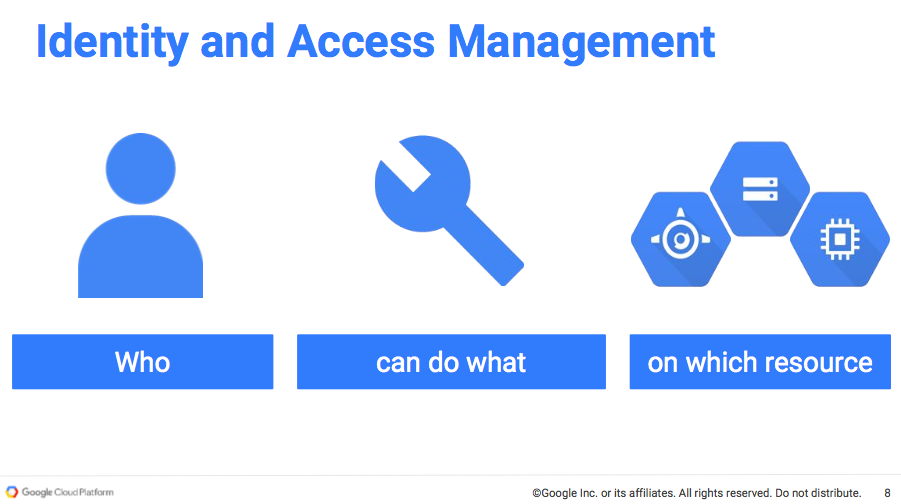 Identity and Access Management
Who
can do what
on which resource
Google Cloud Platform
©Google Inc. or its affiliates. All rights reserved. Do not distribute.
8